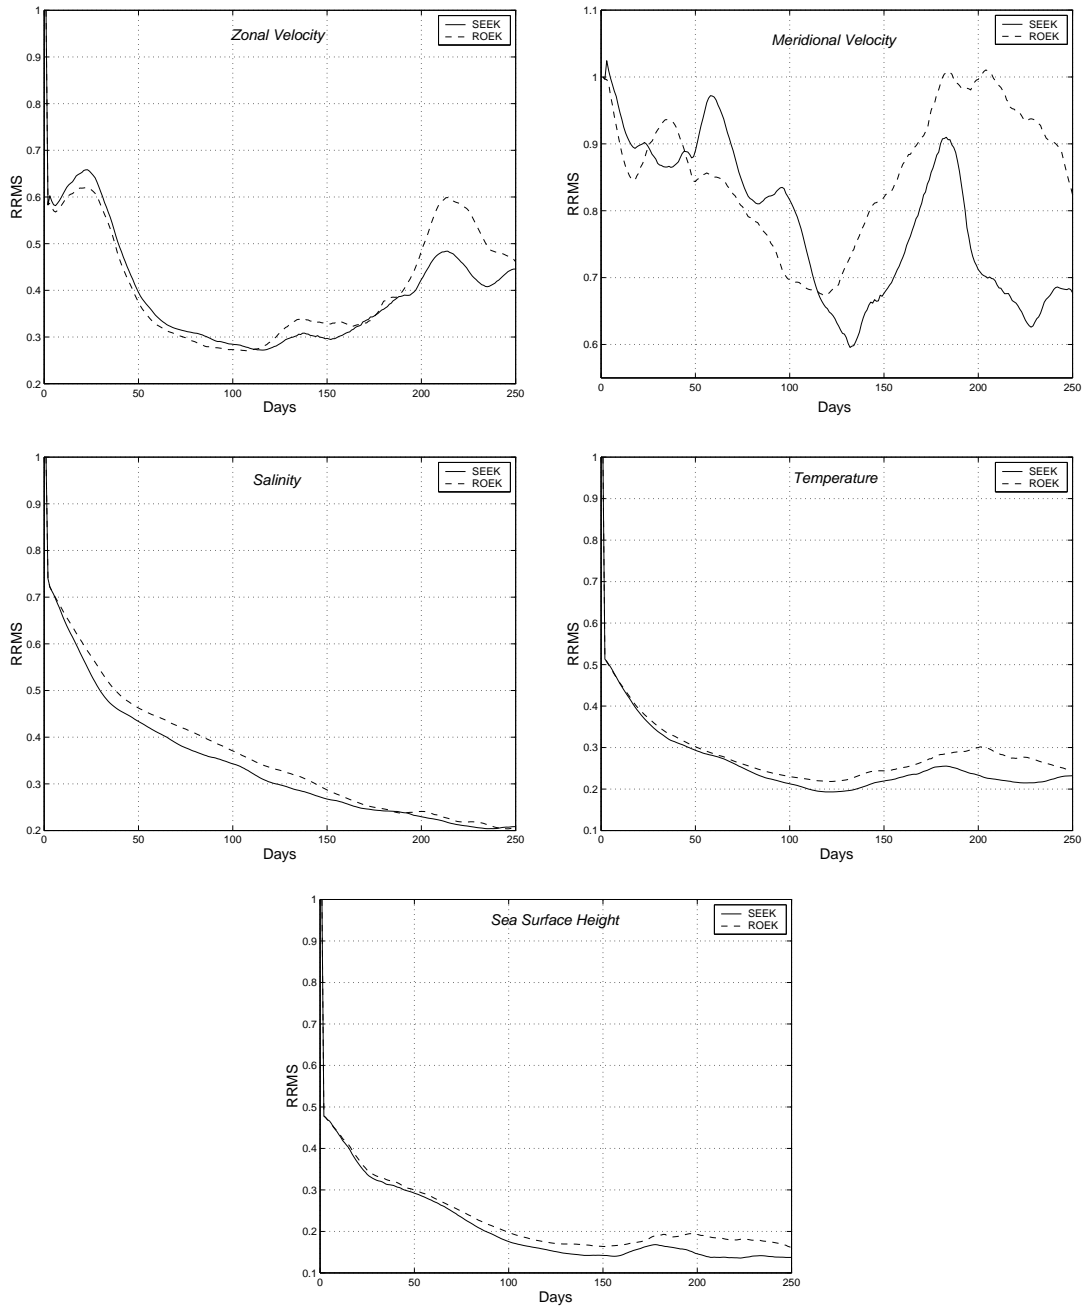 Zonal Velocity
SEEK
ROEK
RRMS
1
0.9
0.8
0.7
0.6
0.5
0.4
0.3
0.2
0
50
100
150
200
250
Days
Meridional Velocity
SEEK
ROEK
RRMS
1.1
1
0.9
0.8
0.7
0.6
0
50
100
150
200
250
Days
Salinity
SEEK
ROEK
RRMS
1
0.9
0.8
0.7
0.6
0.5
0.4
0.3
0.2
0
50
100
150
200
250
Days
Temperature
SEEK
ROEK
RRMS
1
0.9
0.8
0.7
0.6
0.5
0.4
0.3
0.2
0.1
0
50
100
150
200
250
Days
Sea Surface Height
SEEK
ROEK
RRMS
1
0.9
0.8
0.7
0.6
0.5
0.4
0.3
0.2
0.1
0
50
100
150
200
250
Days